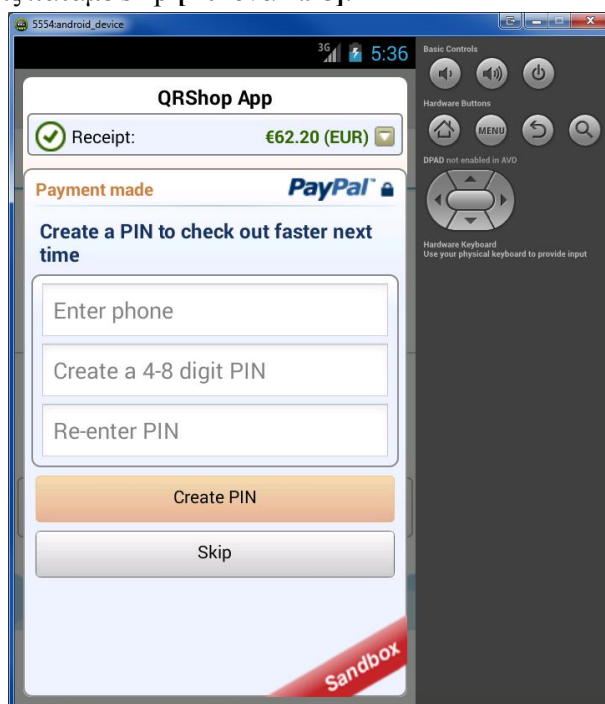 5554:android_device
3G 5:36
QRShop App
Receipt: €62.20 (EUR)
Payment made PayPal™
Create a PIN to check out faster next
time
Enter phone
Create a 4-8 digit PIN
Re-enter PIN
Create PIN
Skip
Sandbox
Basic Controls
Hardware Buttons
MENU
DPAD not enabled in AVD
Hardware Keyboard
Use your physical keyboard to provide input